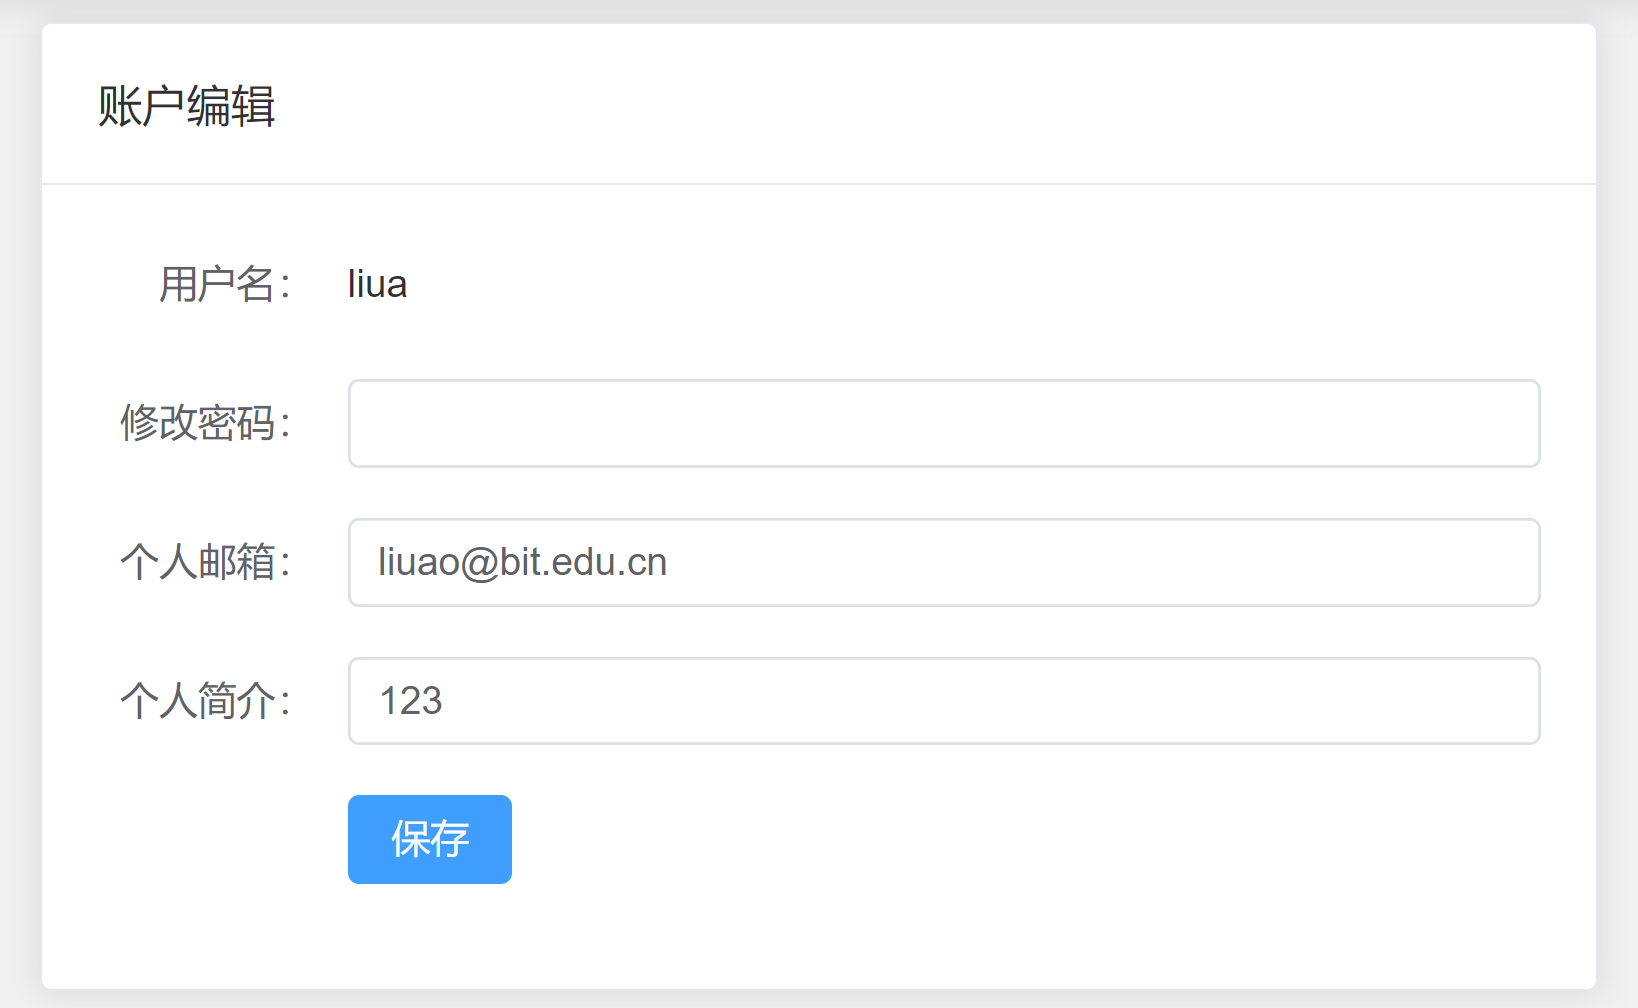 账户编辑
用户名： liua
修改密码：
个人邮箱： liuao@bit.edu.cn
个人简介： 123
保存